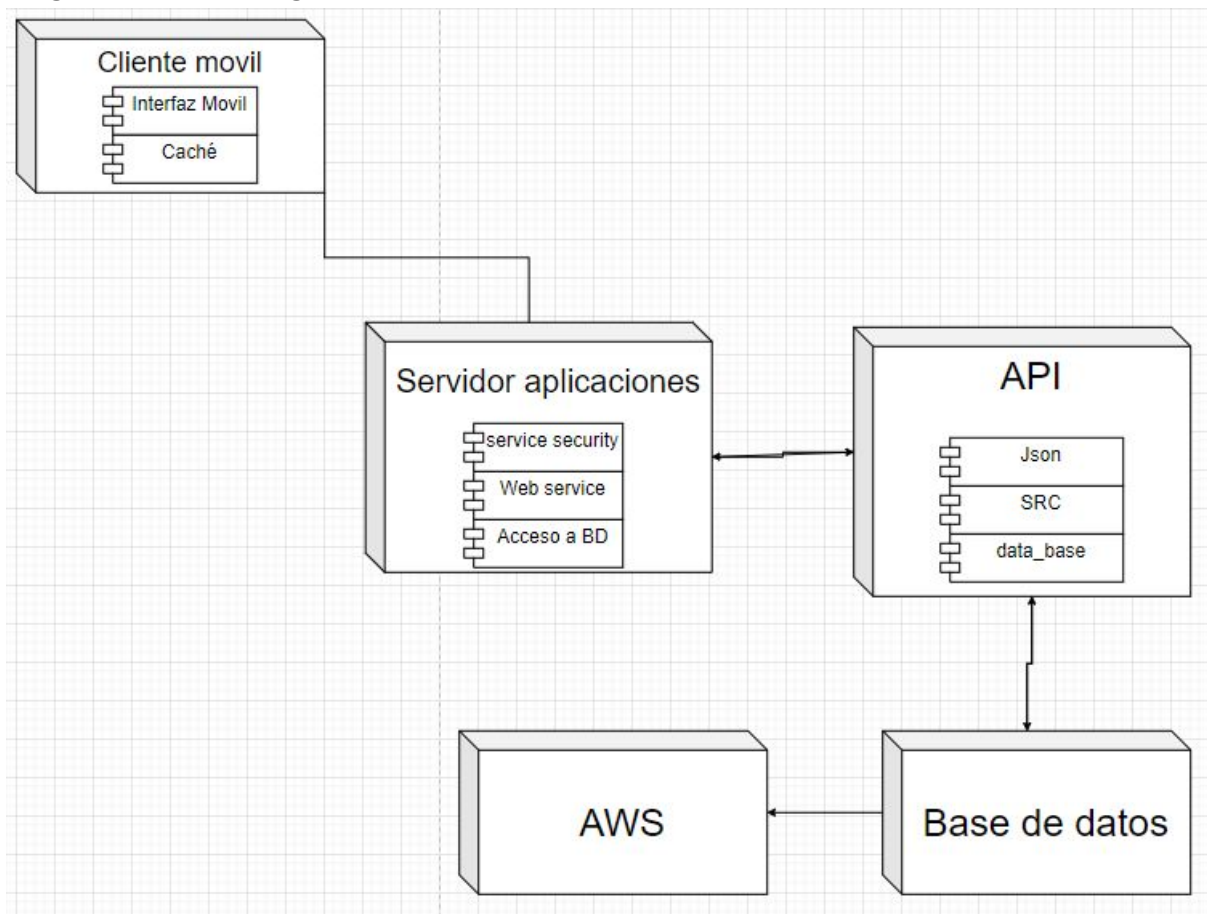 Cliente movil
Interfaz Movil
Caché
Servidor aplicaciones
service security
Web service
Acceso a BD
API
Json
SRC
data_base
AWS
Base de datos